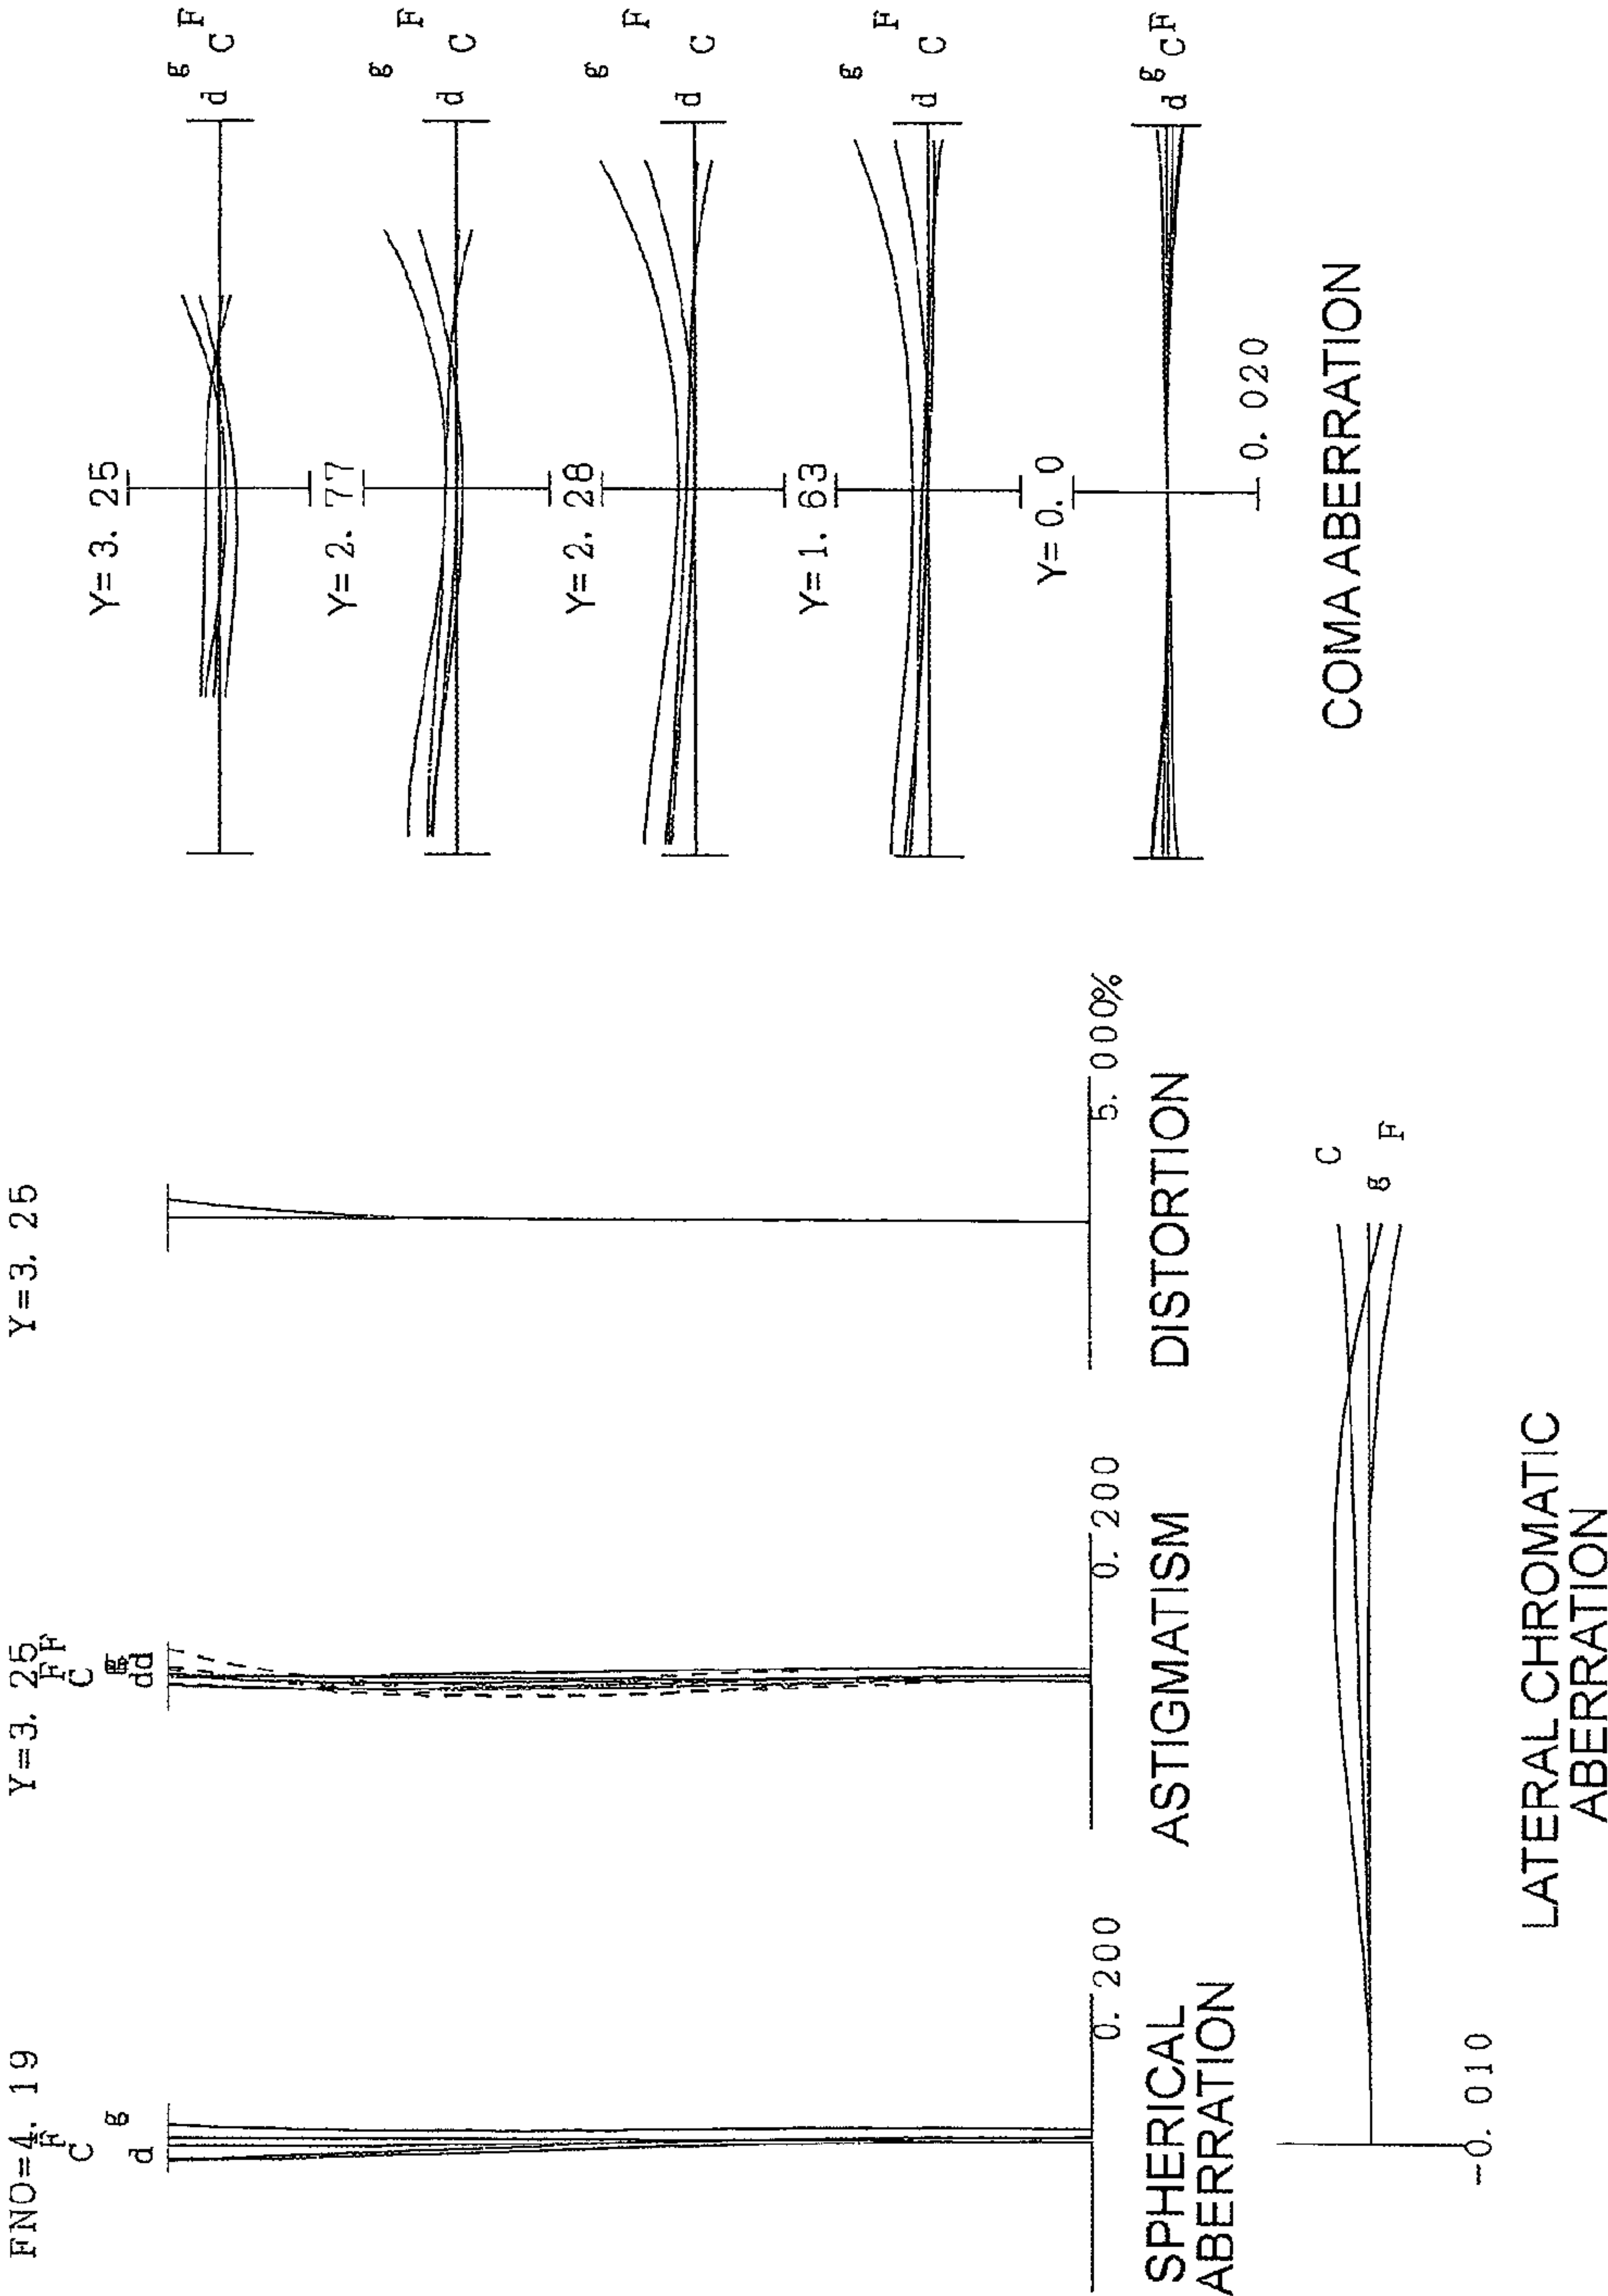 FNO=4. 19
F
C
g
d
0. 200
SPHERICAL
ABERRATION
Y=3. 25
F F
C
g
dd
0. 200
ASTIGMATISM
Y=3. 25
5. 000%
DISTORTION
C
g
F
-0. 010
LATERAL CHROMATIC
ABERRATION
Y=3. 25
g F
d C
Y=2. 77
g F
d C
Y=2. 28
g F
d C
Y=1. 63
g F
d C
Y=0. 0
g F
d C
0. 020
COMA ABERRATION